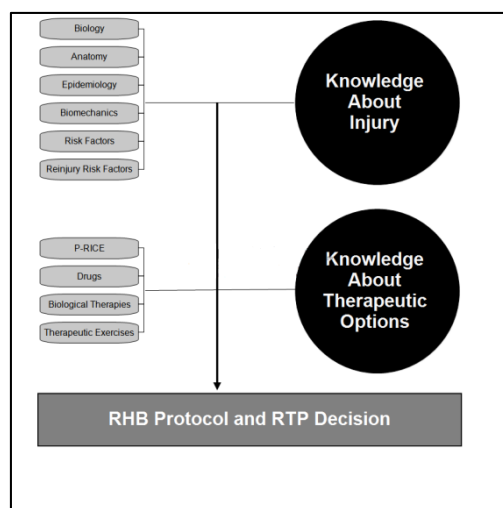 Biology
Anatomy
Epidemiology
Biomechanics
Risk Factors
Reinjury Risk Factors
Knowledge
About
Injury
P-RICE
Drugs
Biological Therapies
Therapeutic Exercises
Knowledge
About
Therapeutic
Options
RHB Protocol and RTP Decision